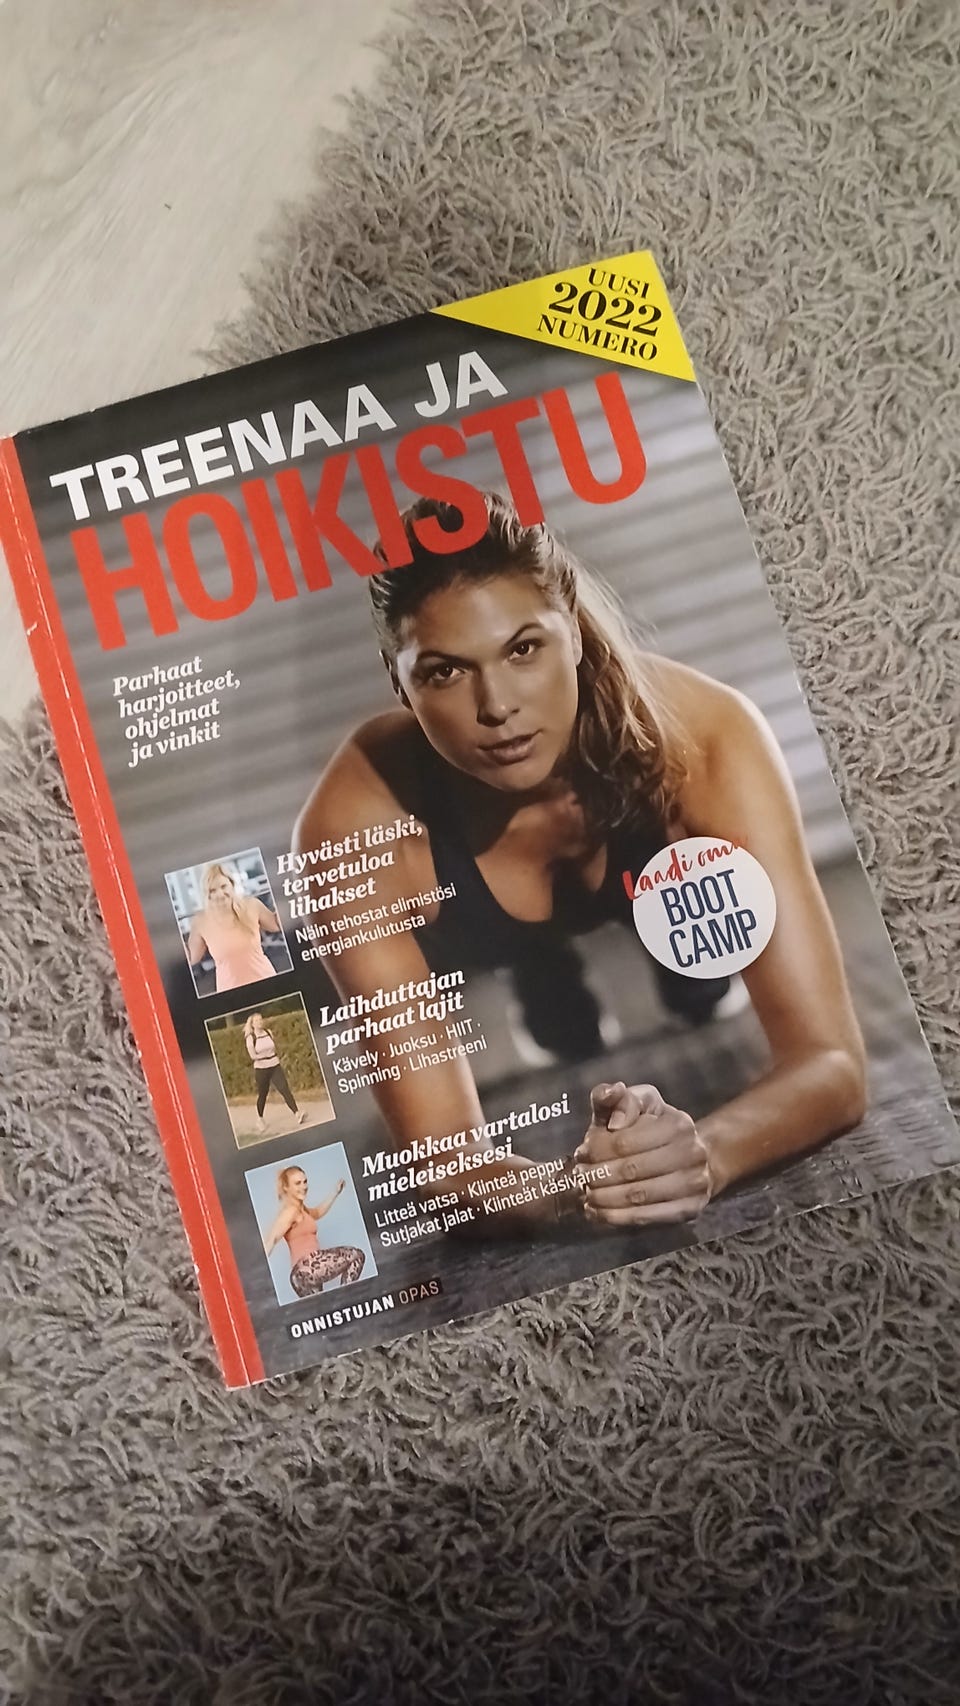 UUSI
2022
NUMERO
TREENAA JA
HOIKISTU
Parhaat
harjoitteet,
ohjelmat
ja vinkit
Hyvästi läski,
tervetuloa
lihakset
Näin tehostat elimistösi
energiankulutusta
Laadi oma
BOOT
CAMP
Laihduttajan
parhaat lajit
Kävely · Juoksu · HIIT ·
Spinning · Lihastreeni
Muokkaa vartalosi
mieleiseksesi
Litteä vatsa · Kiinteä peppu ·
Sutjakat jalat · Kiinteät käsivarret
ONNISTUJAN OPAS